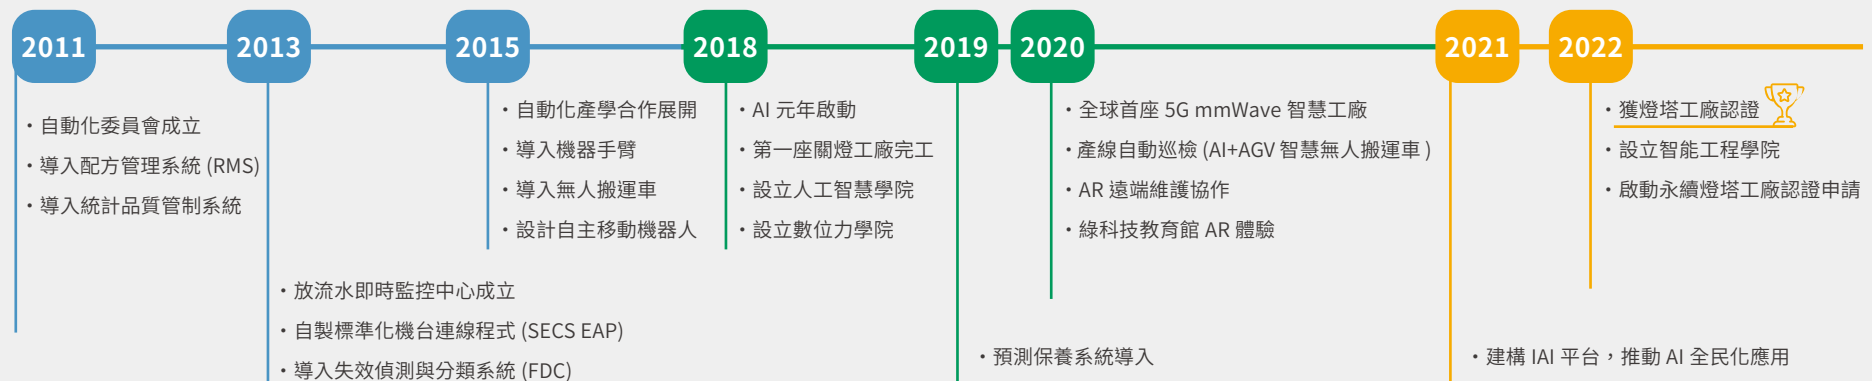 2011
2013
2015
2018
2019
2020
2021
2022
・自動化委員會成立
・導入配方管理系統 (RMS)
・導入統計品質管制系統
・放流水即時監控中心成立
・自製標準化機台連線程式 (SECS EAP)
・導入失效偵測與分類系統 (FDC)
・自動化產學合作展開
・導入機器手臂
・導入無人搬運車
・設計自主移動機器人
・AI 元年啟動
・第一座關燈工廠完工
・設立人工智慧學院
・設立數位力學院
・預測保養系統導入
・全球首座 5G mmWave 智慧工廠
・產線自動巡檢 (AI+AGV 智慧無人搬運車 )
・AR 遠端維護協作
・綠科技教育館 AR 體驗
・建構 IAI 平台，推動 AI 全民化應用
・獲燈塔工廠認證
・設立智能工程學院
・啟動永續燈塔工廠認證申請